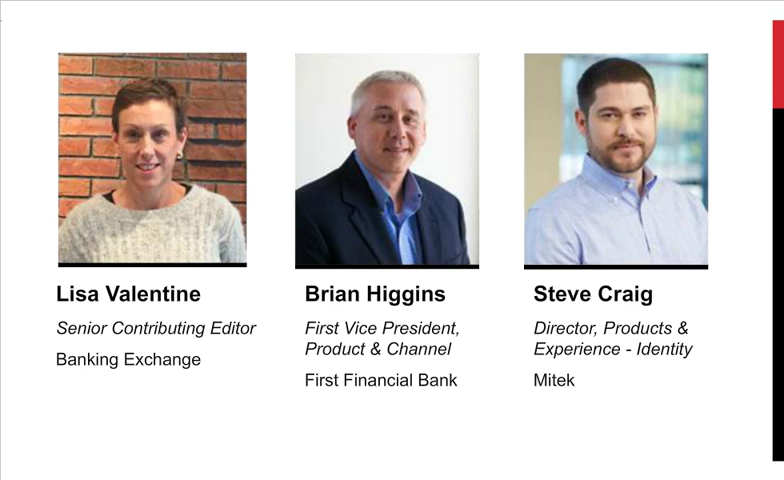 Lisa Valentine
Senior Contributing Editor
Banking Exchange
Brian Higgins
First Vice President,
Product & Channel
First Financial Bank
Steve Craig
Director, Products &
Experience - Identity
Mitek